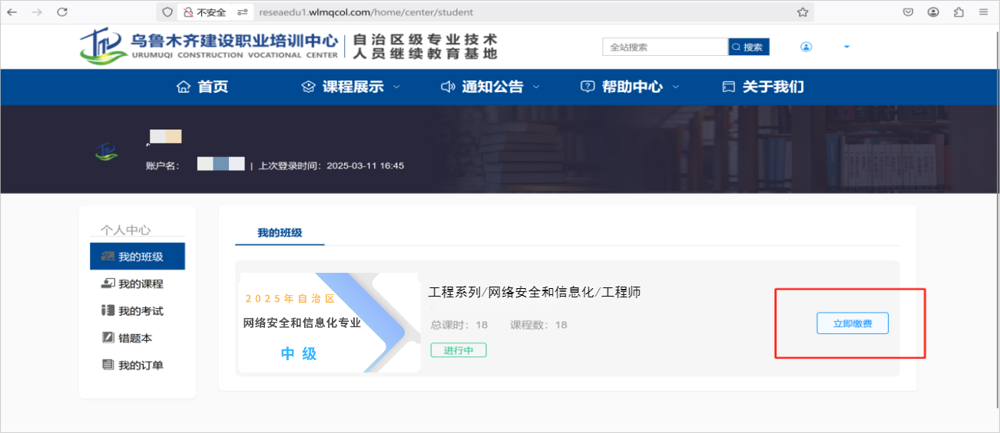 不安全
reseaedu1.wlmqcol.com/home/center/student
乌鲁木齐建设职业培训中心
URUMUQI CONSTRUCTION VOCATIONAL CENTER
自治区级专业技术
人员继续教育基地
全站搜索
搜索
首页
课程展示
通知公告
帮助中心
关于我们
账户名：
| 上次登录时间：2025-03-11 16:45
个人中心
我的班级
我的课程
我的考试
错题本
我的订单
我的班级
2025年自治区
网络安全和信息化专业
中 级
工程系列/网络安全和信息化/工程师
总课时：18 课程数：18
进行中
立即缴费